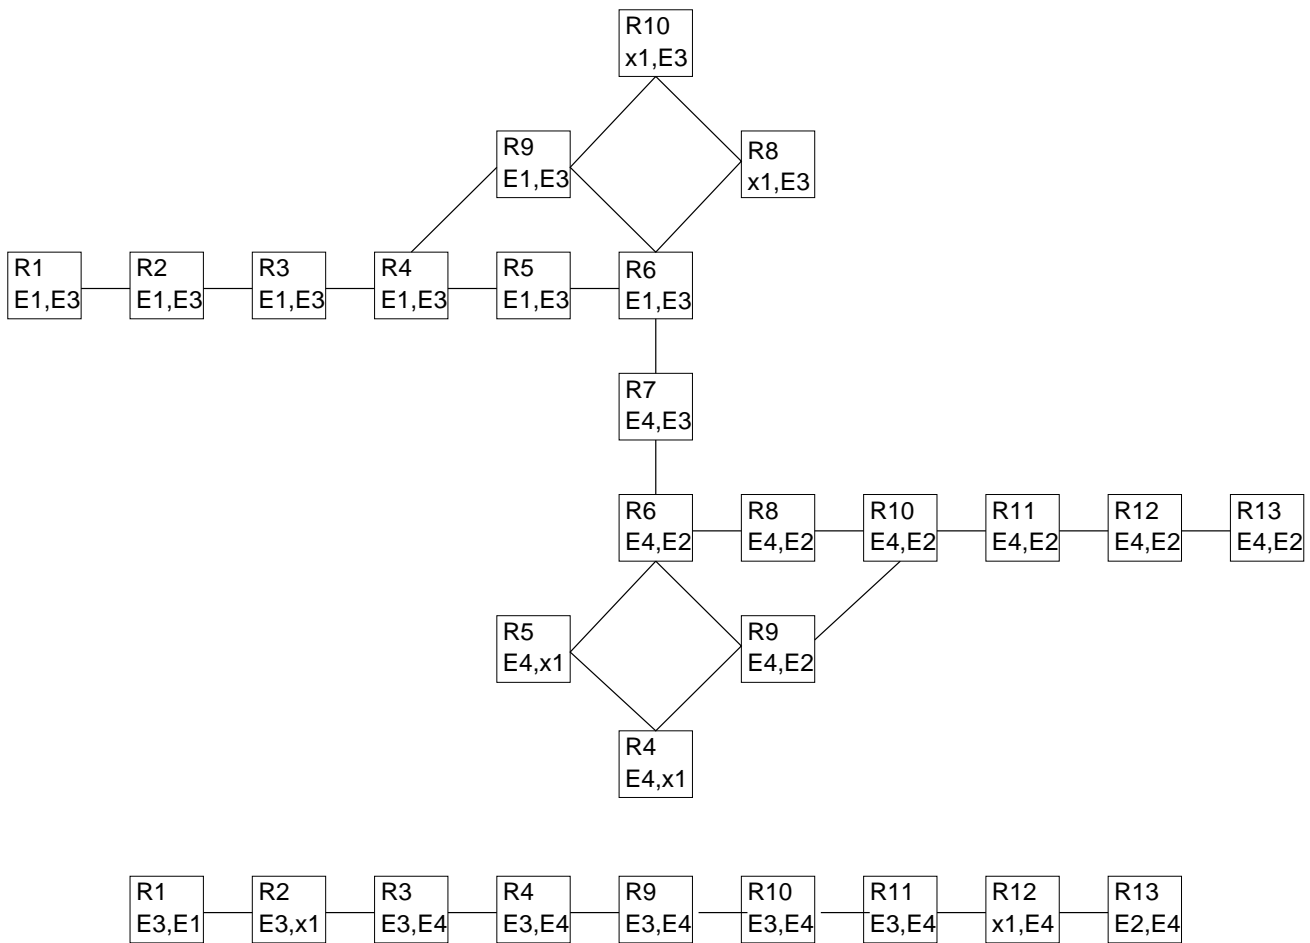 R10
x1,E3
R9
E1,E3
R8
x1,E3
R1
E1,E3
R2
E1,E3
R3
E1,E3
R4
E1,E3
R5
E1,E3
R6
E1,E3
R7
E4,E3
R6
E4,E2
R8
E4,E2
R10
E4,E2
R11
E4,E2
R12
E4,E2
R13
E4,E2
R5
E4,x1
R9
E4,E2
R4
E4,x1
R1
E3,E1
R2
E3,x1
R3
E3,E4
R4
E3,E4
R9
E3,E4
R10
E3,E4
R11
E3,E4
R12
x1,E4
R13
E2,E4